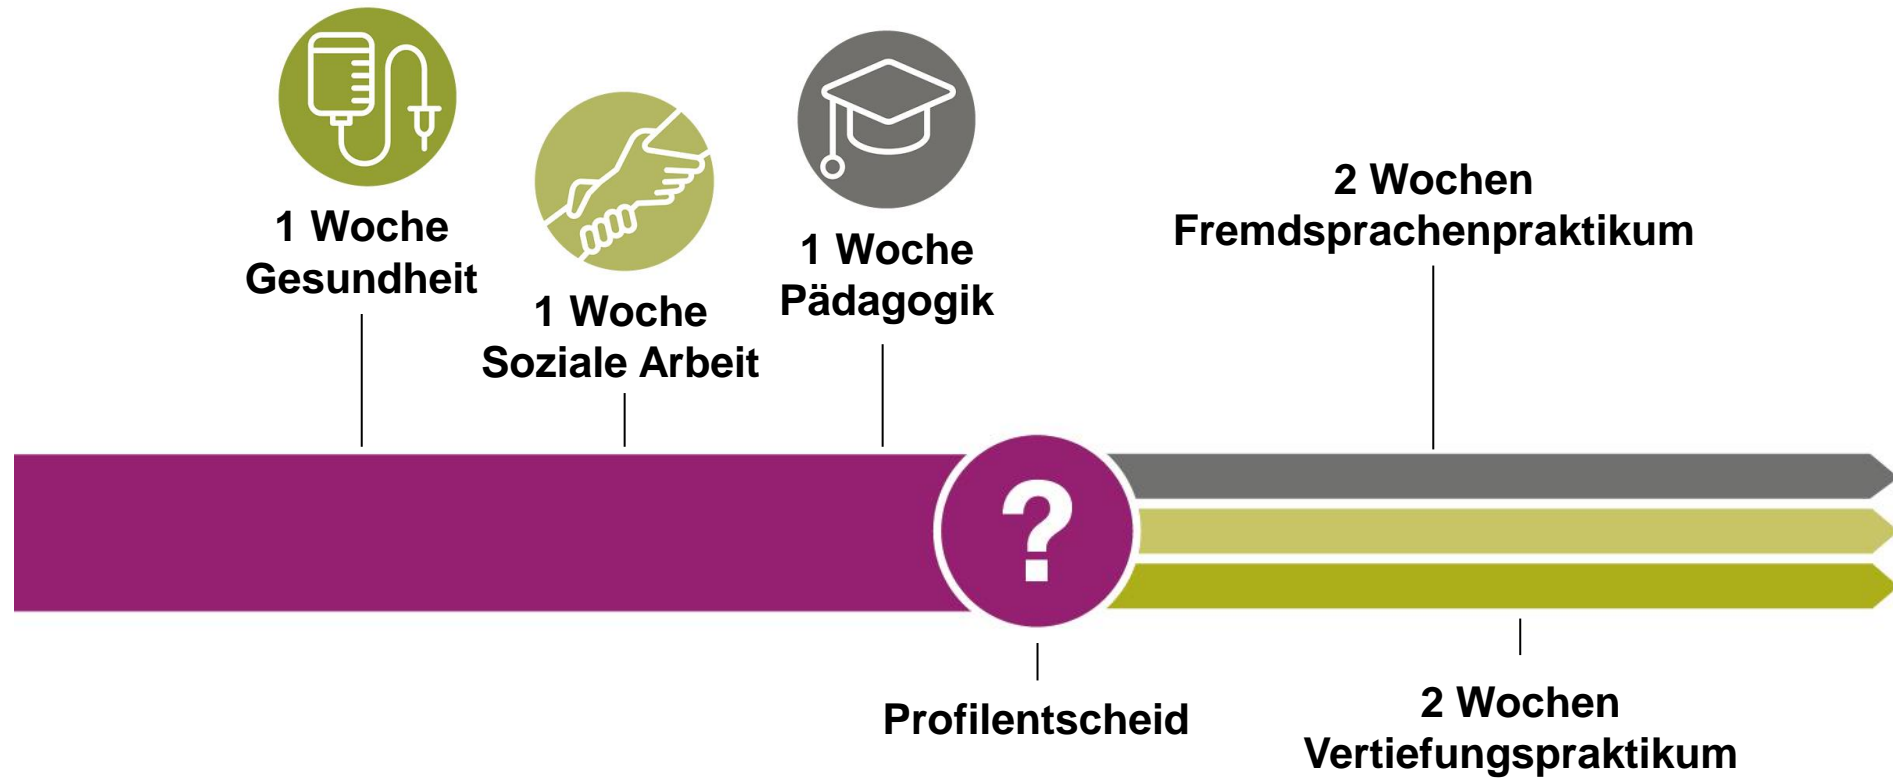 1 Woche
Gesundheit
1 Woche
Soziale Arbeit
1 Woche
Pädagogik
2 Wochen
Fremdsprachenpraktikum
?
Profilentscheid
2 Wochen
Vertiefungspraktikum